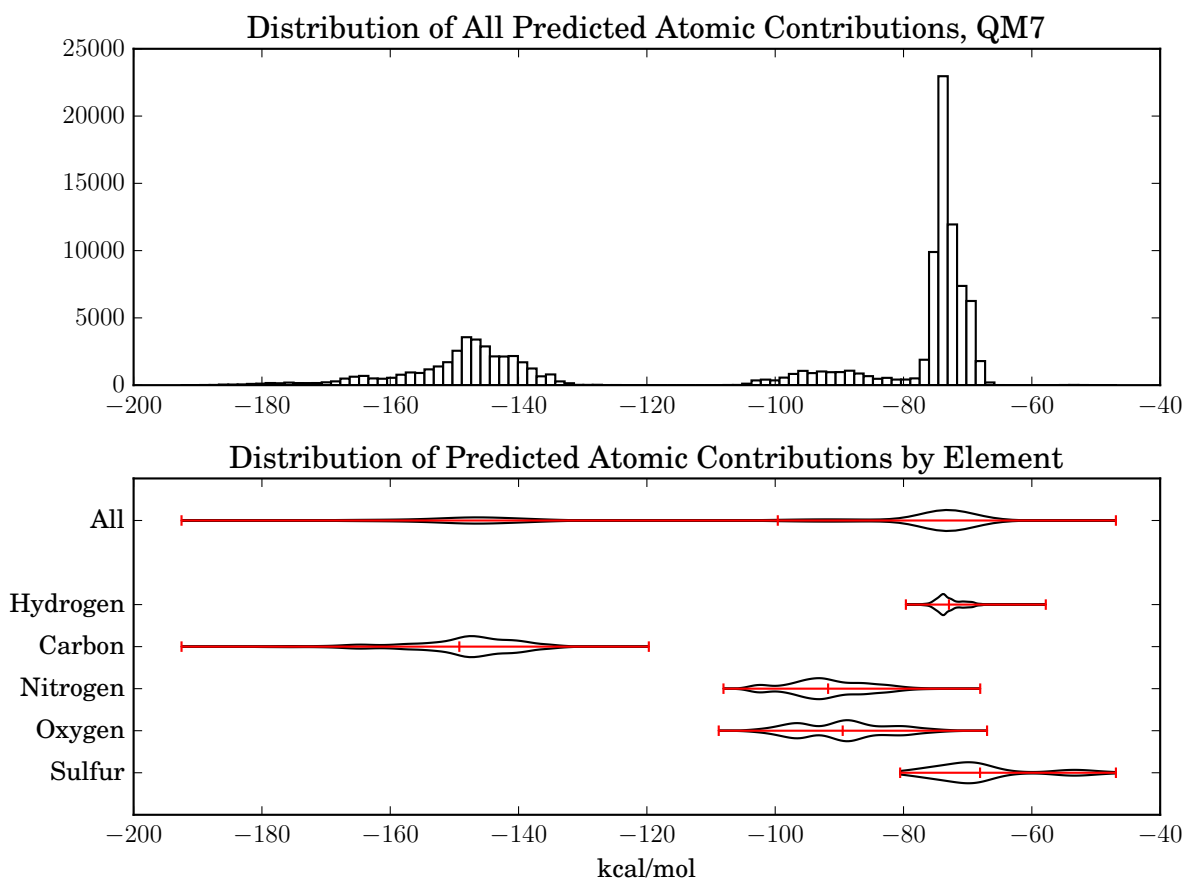 Distribution of All Predicted Atomic Contributions, QM7
25000
20000
15000
10000
5000
0
−200 −180 −160 −140 −120 −100 −80 −60 −40
Distribution of Predicted Atomic Contributions by Element
All
Hydrogen
Carbon
Nitrogen
Oxygen
Sulfur
−200 −180 −160 −140 −120 −100 −80 −60 −40
kcal/mol